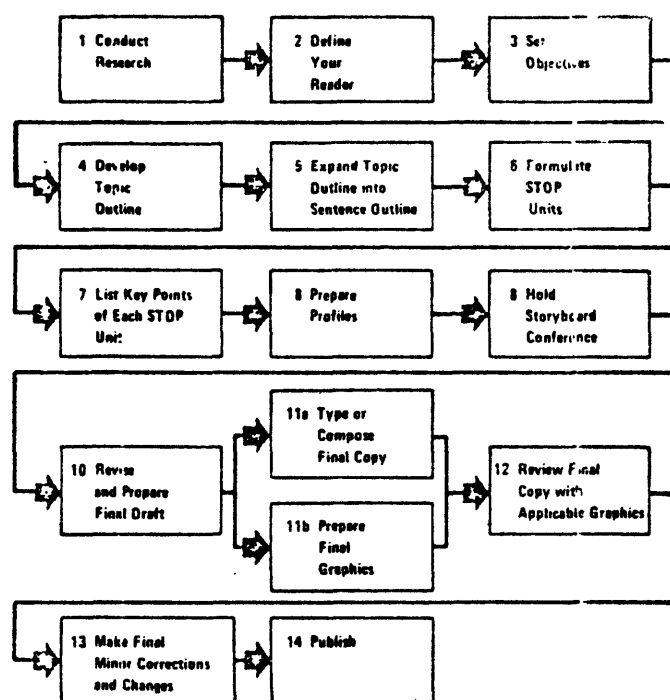 1 Conduct
Research
2 Define
Your
Reader
3 Set
Objectives
4 Develop
Topic
Outline
5 Expand Topic
Outline into
Sentence Outline
6 Formulate
STOP
Units
7 List Key Points
of Each STOP
Unit
8 Prepare
Profiles
8 Hold
Storyboard
Conference
10 Revise
and Prepare
Final Draft
11a Type or
Compose
Final Copy
11b Prepare
Final
Graphics
12 Review Final
Copy with
Applicable Graphics
13 Make Final
Minor Corrections
and Changes
14 Publish